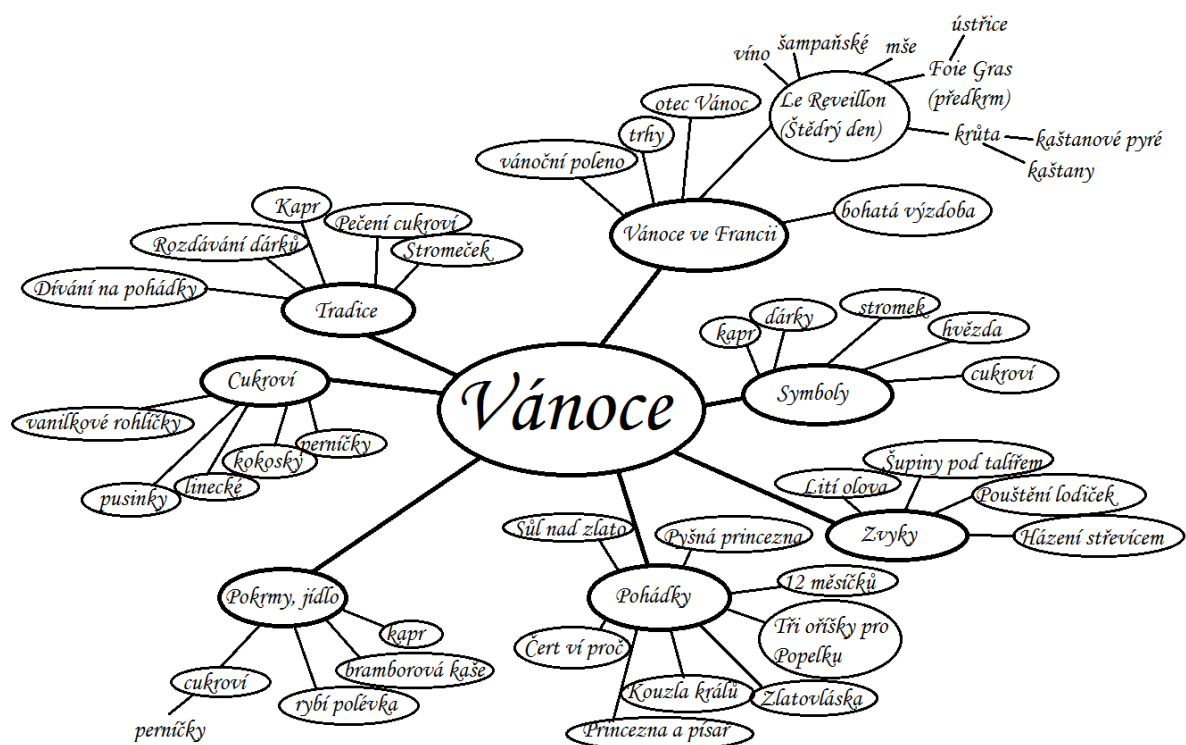 ústřice
šampaňské
víno
mše
Foie Gras
(předkrm)
Le Reveillon
(Štědrý den)
krůta
kaštanové pyré
kaštany
otec Vánoc
trhy
vánoční poleno
bohatá výzdoba
Vánoce ve Francii
Kapr
Pečení cukroví
Rozdávání dárků
Stromeček
Dívání na pohádky
Tradice
kapr
dárky
stromek
hvězda
cukroví
Symboly
Cukroví
vanilkové rohlíčky
pusinky
linecké
kokosky
perníčky
Vánoce
Šupiny pod talířem
Lití olova
Pouštění lodiček
Házení střevícem
Zvyky
Sůl nad zlato
Pyšná princezna
12 měsíčků
Pohádky
Tři oříšky pro
Popelku
Čert ví proč
Kouzla králů
Zlatovláska
Princezna a písař
Pokrmy, jídlo
kapr
bramborová kaše
cukroví
rybí polévka
perníčky